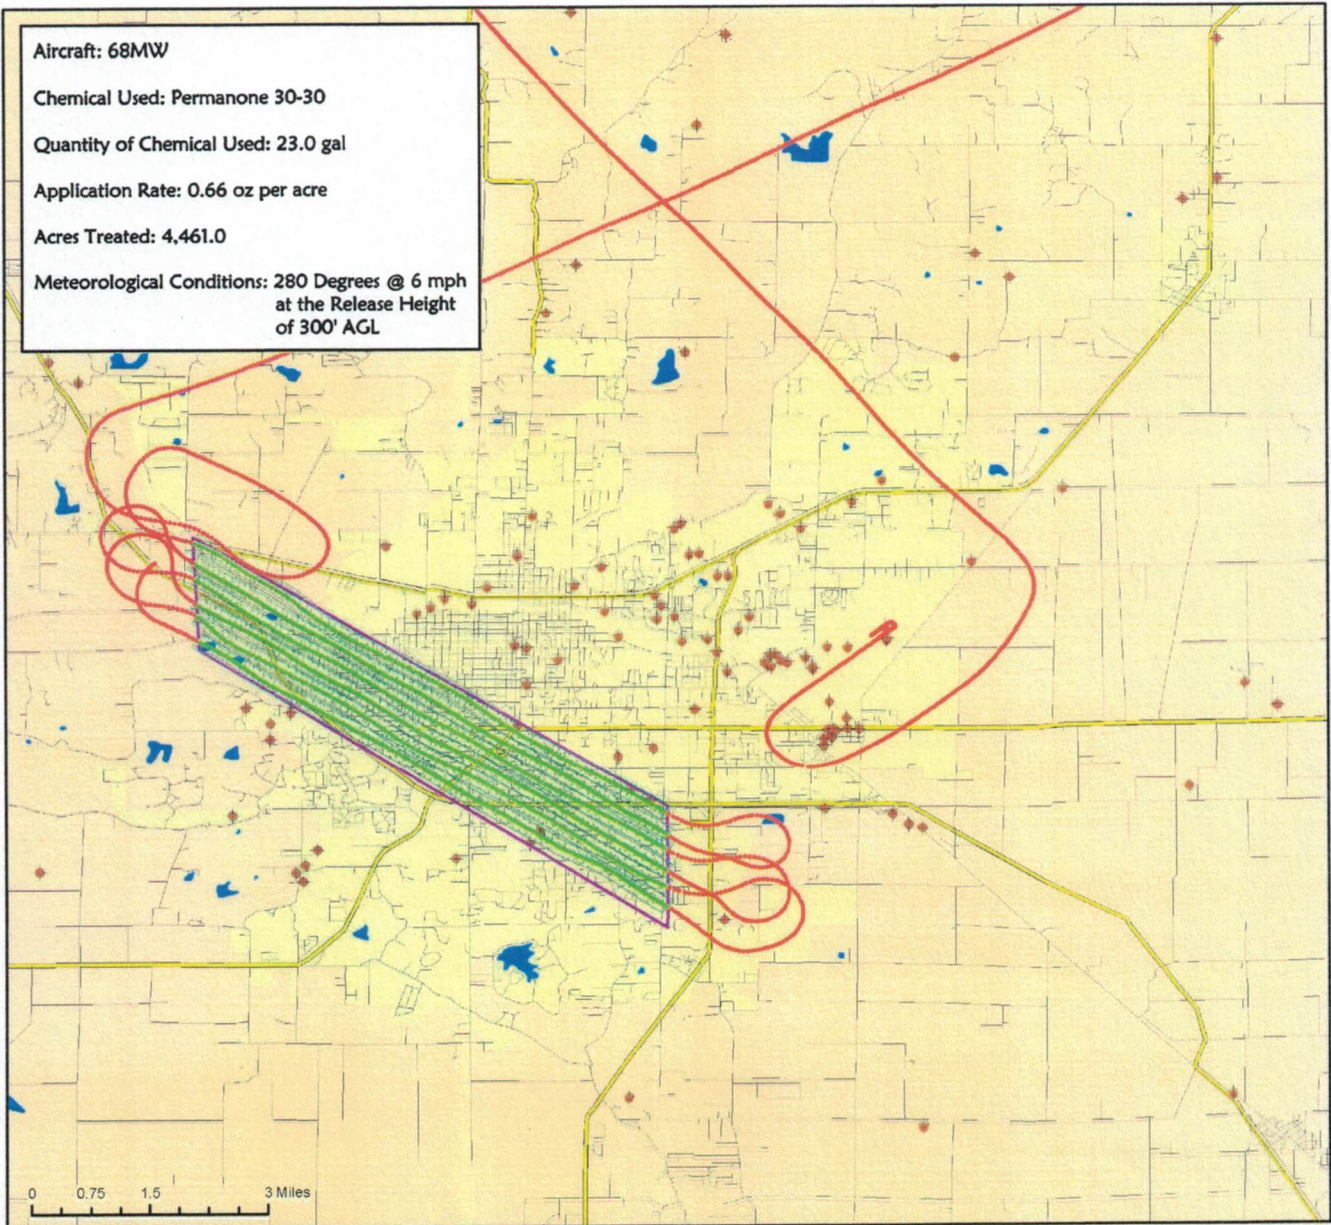 Aircraft: 68MW
Chemical Used: Permanone 30-30
Quantity of Chemical Used: 23.0 gal
Application Rate: 0.66 oz per acre
Acres Treated: 4,461.0
Meteorological Conditions: 280 Degrees @ 6 mph
at the Release Height
of 300' AGL
0 0.75 1.5 3 Miles